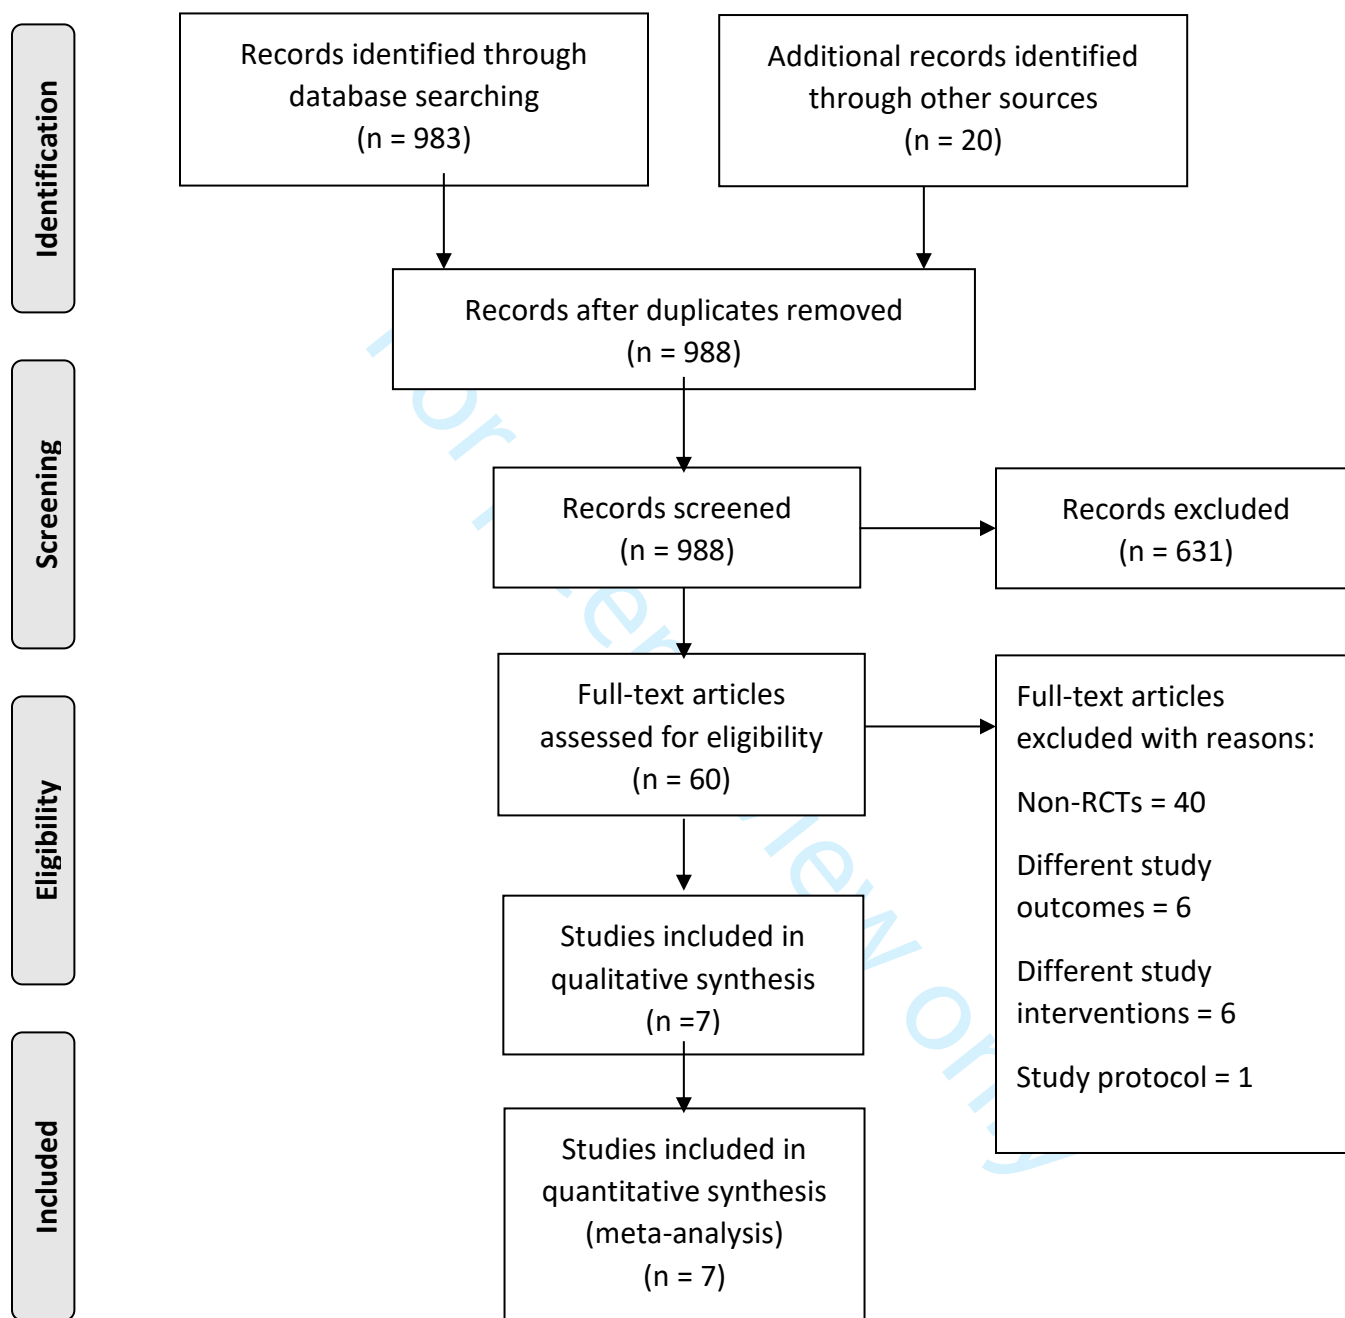 Identification
Records identified through
database searching
(n = 983)
Additional records identified
through other sources
(n = 20)
Records after duplicates removed
(n = 988)
Screening
Records screened
(n = 988)
Records excluded
(n = 631)
Eligibility
Full-text articles
assessed for eligibility
(n = 60)
Full-text articles
excluded with reasons:
Non-RCTs = 40
Different study
outcomes = 6
Different study
interventions = 6
Study protocol = 1
Studies included in
qualitative synthesis
(n =7)
Included
Studies included in
quantitative synthesis
(meta-analysis)
(n = 7)
For review only